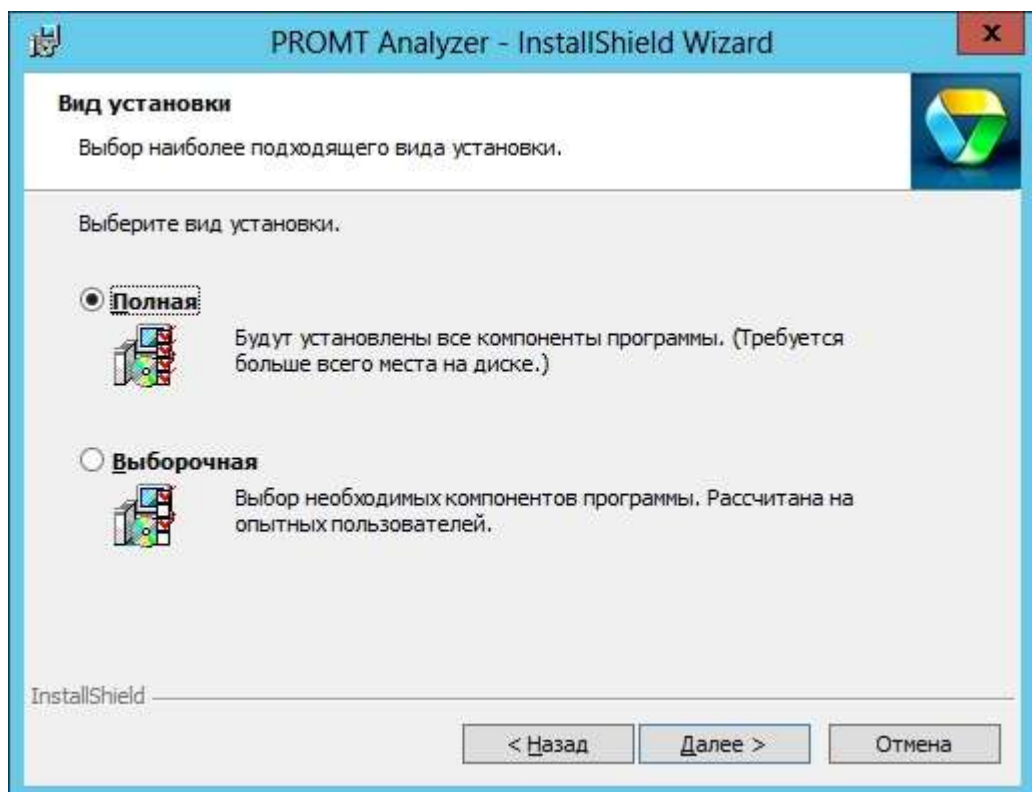 PROMT Analyzer - InstallShield Wizard
x
Вид установки
Выбор наиболее подходящего вида установки.
Выберите вид установки.
Полная
Будут установлены все компоненты программы. (Требуется
больше всего места на диске.)
Выборочная
Выбор необходимых компонентов программы. Рассчитана на
опытных пользователей.
InstallShield
< Назад
Далее >
Отмена